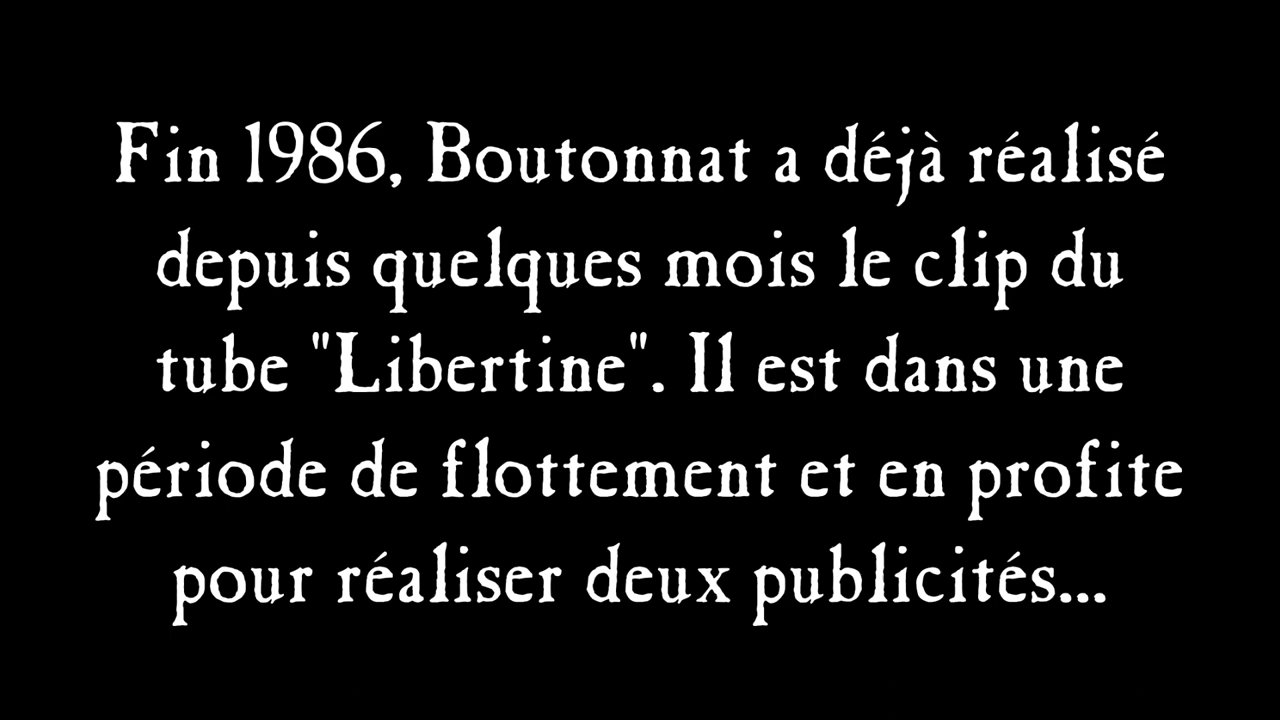 Fin 1986, Boutonnat a déjà réalisé
depuis quelques mois le clip du
tube "Libertine". Il est dans une
période de flottement et en profite
pour réaliser deux publicités...